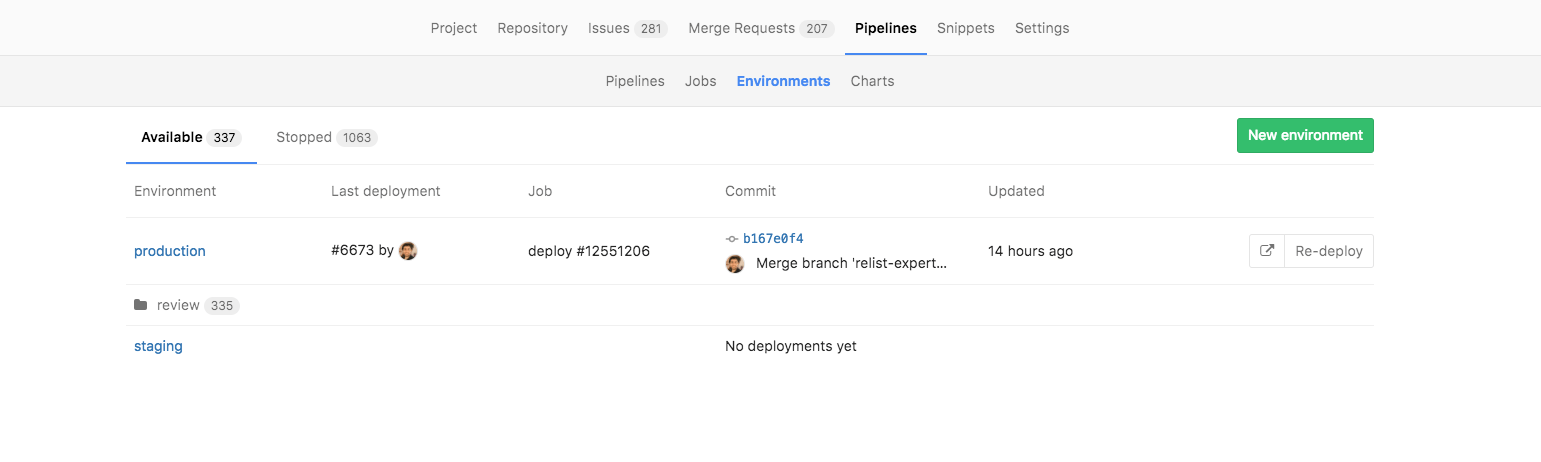 Project Repository Issues 281 Merge Requests 207 Pipelines Snippets Settings
Pipelines Jobs Environments Charts
Available 337 Stopped 1063 New environment
Environment Last deployment Job Commit Updated
production #6673 by deploy #12551206 b167e0f4 Merge branch 'relist-expert... 14 hours ago Re-deploy
review 335
staging No deployments yet